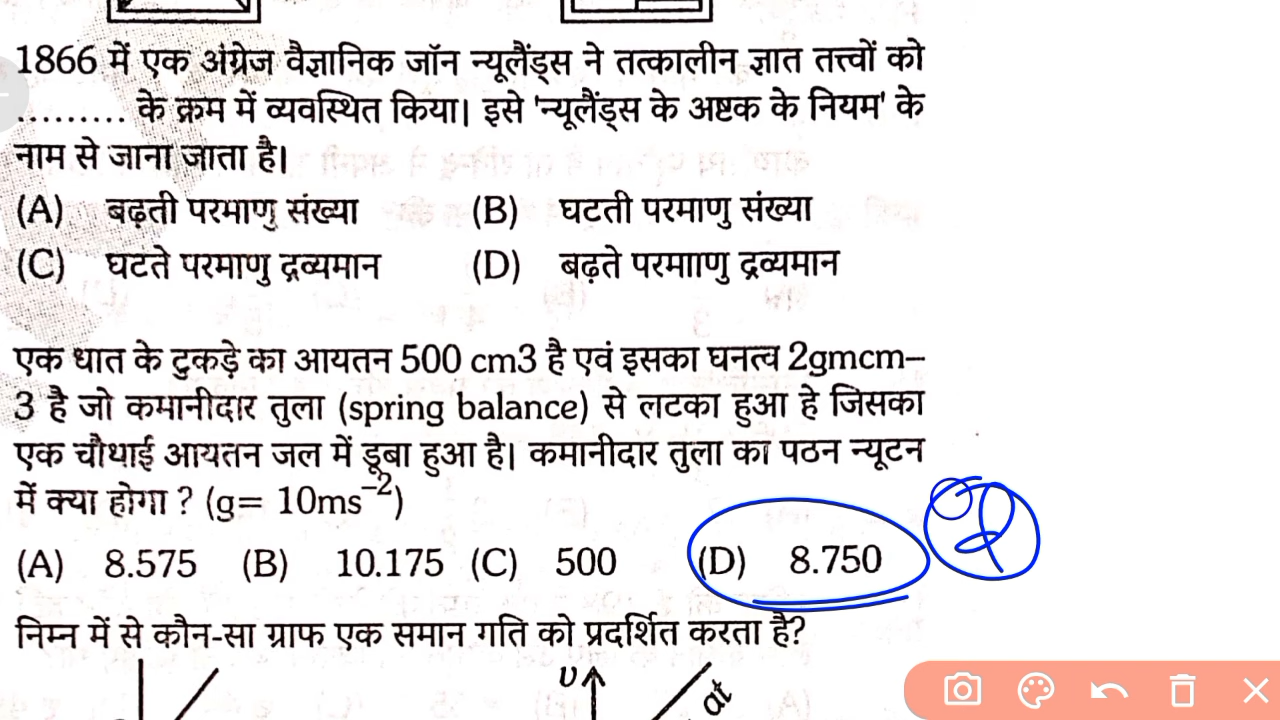 1866 में एक अंग्रेज वैज्ञानिक जॉन न्यूलैंड्स ने तत्कालीन ज्ञात तत्त्वों को
......... के क्रम में व्यवस्थित किया। इसे 'न्यूलैंड्स के अष्टक के नियम' के
नाम से जाना जाता है।
(A) बढ़ती परमाणु संख्या (B) घटती परमाणु संख्या
(C) घटते परमाणु द्रव्यमान (D) बढ़ते परमााणु द्रव्यमान
एक धात के टुकड़े का आयतन 500 cm3 है एवं इसका घनत्व 2gmcm–
3 है जो कमानीदार तुला (spring balance) से लटका हुआ हे जिसका
एक चौथाई आयतन जल में डूबा हुआ है। कमानीदार तुला का पठन न्यूटन
में क्या होगा ? (g= 10ms⁻²)
(A) 8.575 (B) 10.175 (C) 500 (D) 8.750
निम्न में से कौन-सा ग्राफ एक समान गति को प्रदर्शित करता है?
υ
at